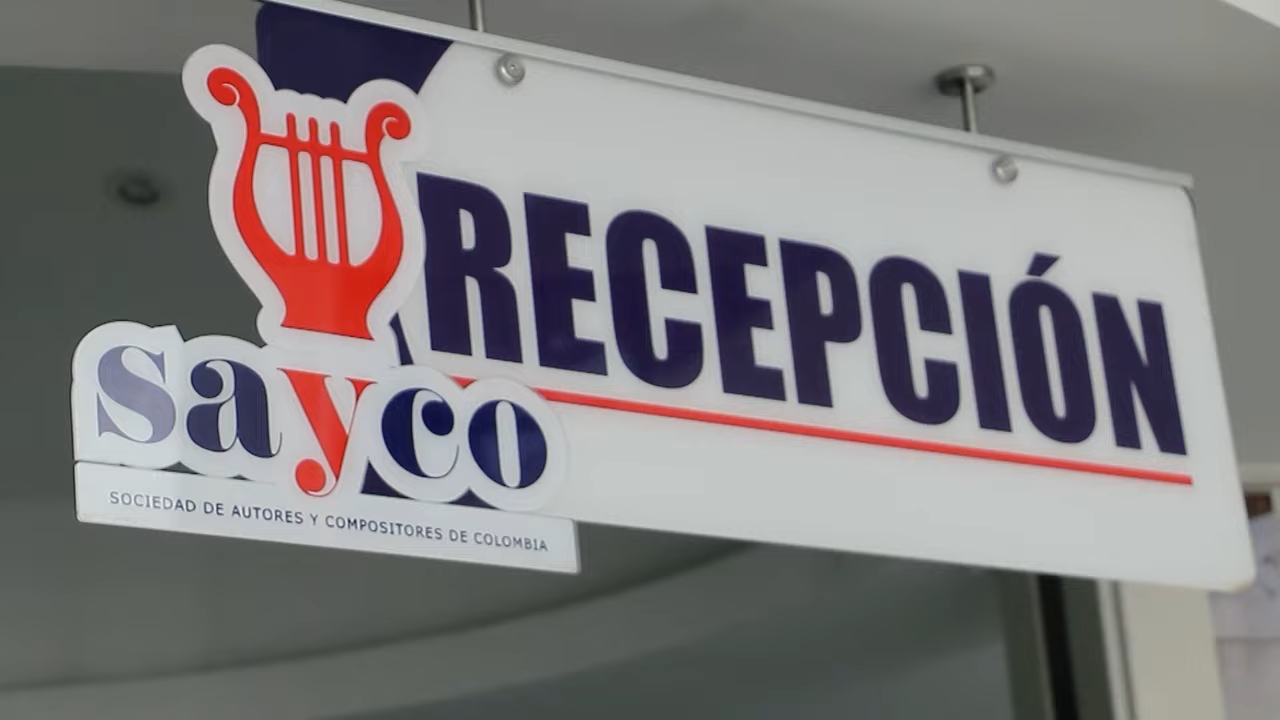 RECEPCIÓN
sayco
SOCIEDAD DE AUTORES Y COMPOSITORES DE COLOMBIA